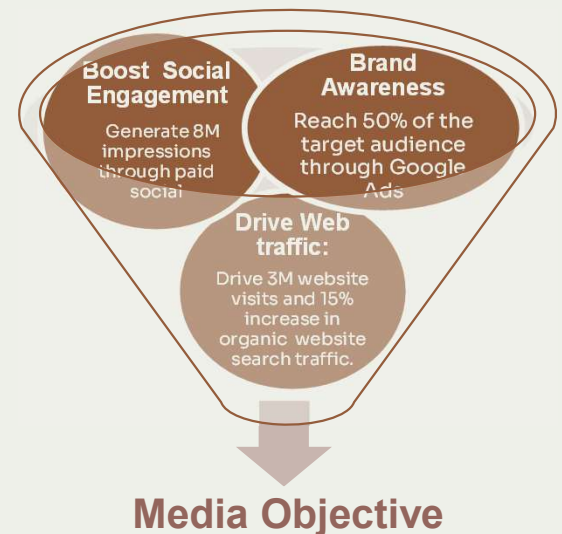 Boost Social
Engagement
Generate 8M
impressions
through paid
social
Brand
Awareness
Reach 50% of the
target audience
through Google
Ads
Drive Web
traffic:
Drive 3M website
visits and 15%
increase in
organic website
search traffic.
Media Objective